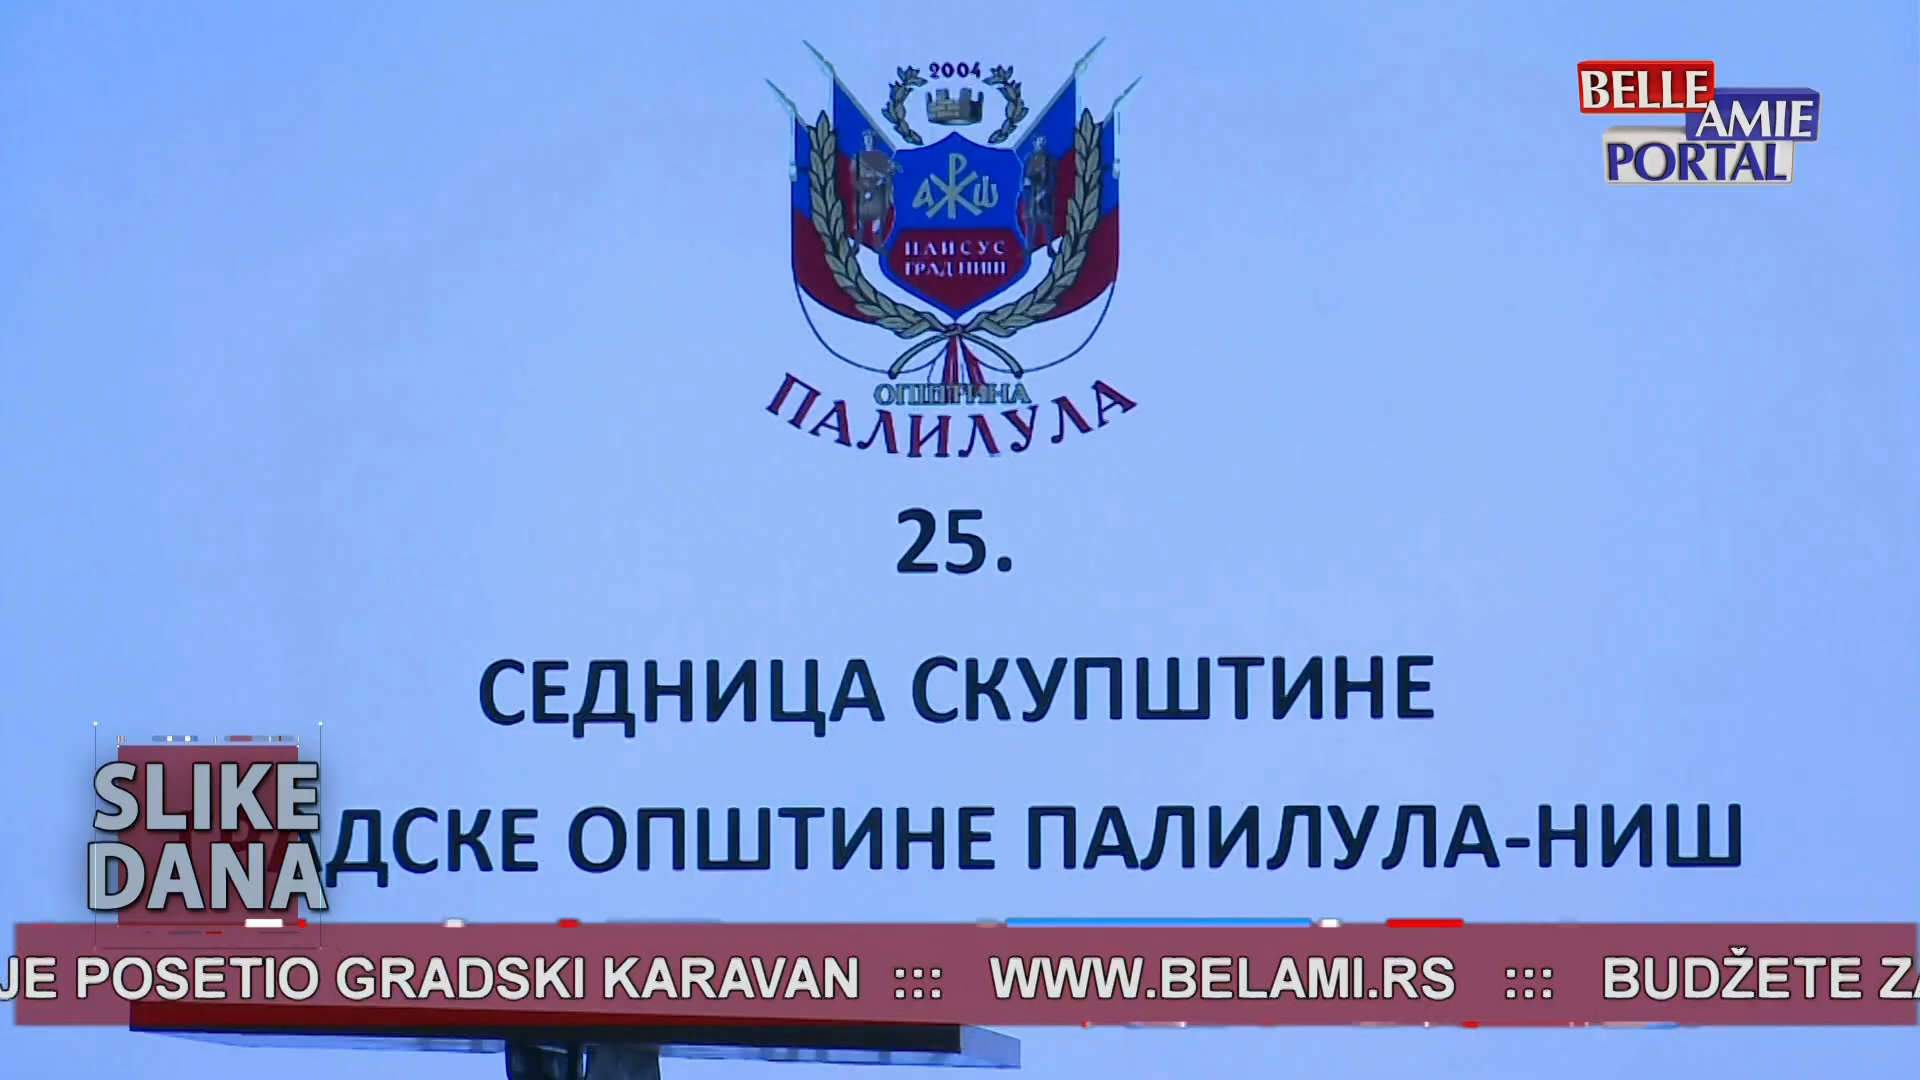 2004
BELLE
AMIE
PORTAL
НАИСУС
ГРАД НИШ
ОПШТИНА
ПАЛИЛУЛА
25.
СЕДНИЦА СКУПШТИНЕ
АДСКЕ ОПШТИНЕ ПАЛИЛУЛА-НИШ
SLIKE
DANA
JE POSETIO GRADSKI KARAVAN ::: WWW.BELAMI.RS ::: BUDŽETE ZA